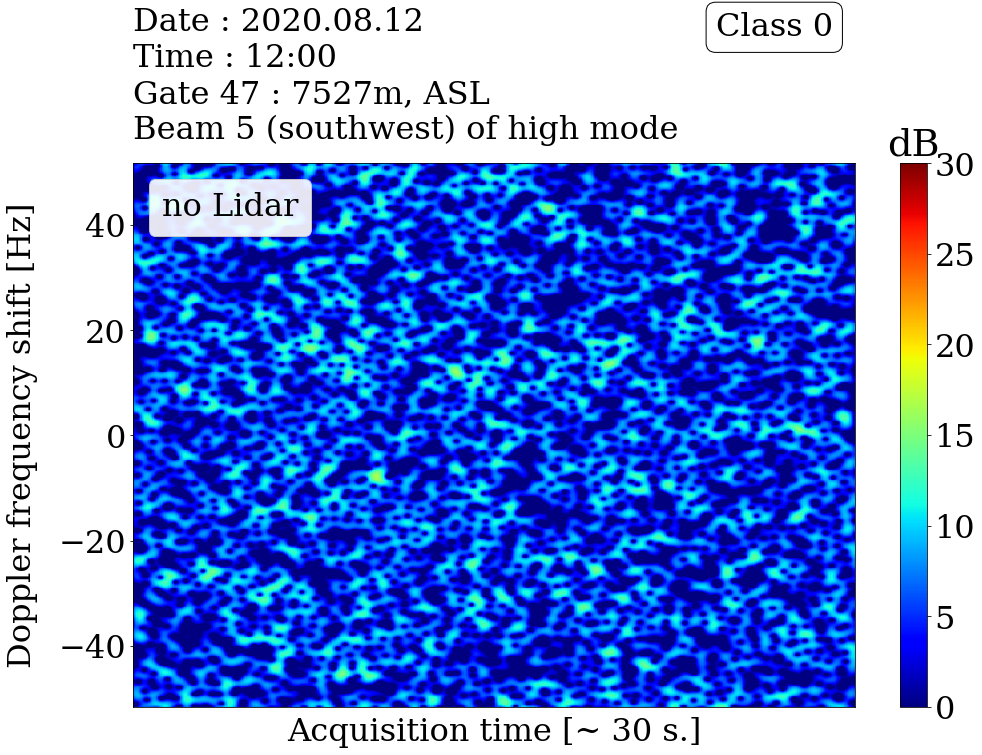 Date : 2020.08.12
Time : 12:00
Gate 47 : 7527m, ASL
Beam 5 (southwest) of high mode
Class 0
dB
no Lidar
Doppler frequency shift [Hz]
40
20
0
−20
−40
Acquisition time [~ 30 s.]
30
25
20
15
10
5
0